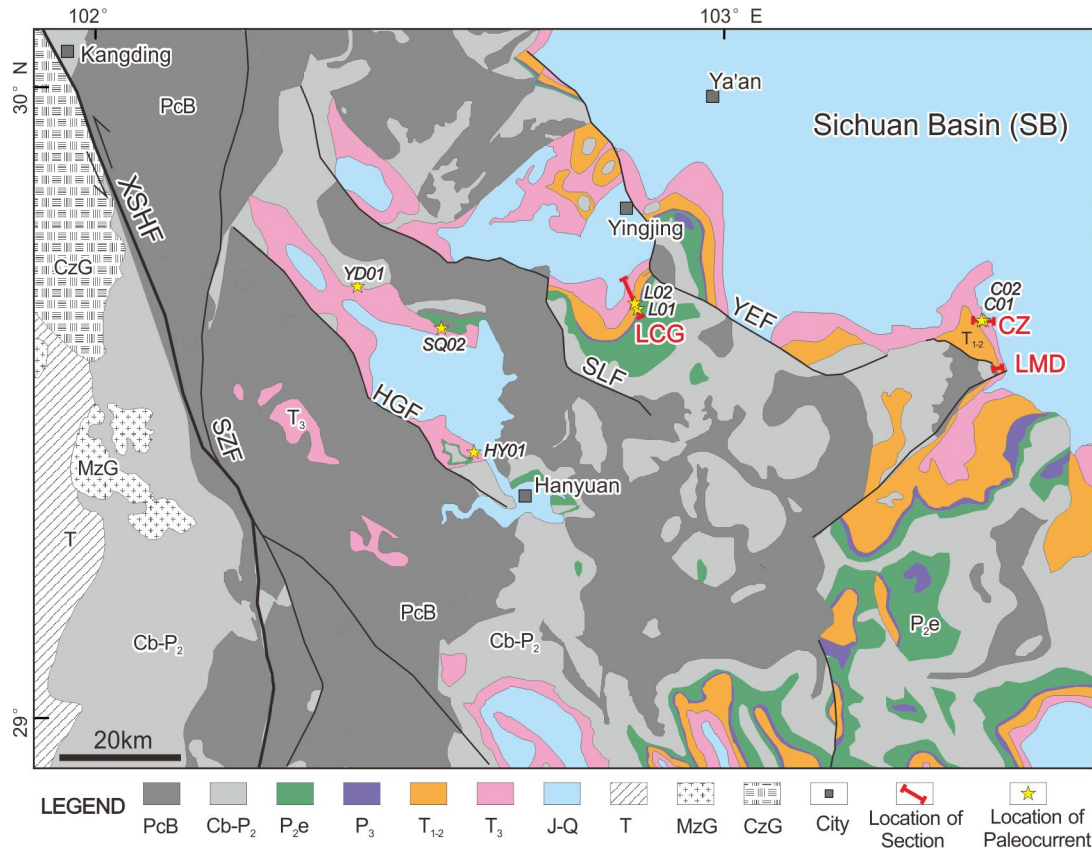 102°
103° E
30° N
29°
Kangding
PcB
Ya'an
Sichuan Basin (SB)
XSHF
CzG
Yingjing
YD01
L02
L01
C02
C01
LCG
CZ
YEF
T₁₋₂
SQ02
LMD
SLF
HGF
T₃
SZF
HY01
MzG
Hanyuan
T
PcB
Cb-P₂
Cb-P₂
P₂e
20km
LEGEND
PcB
Cb-P₂
P₂e
P₃
T₁₋₂
T₃
J-Q
T
MzG
CzG
City
Location of
Section
Location of
Paleocurrent